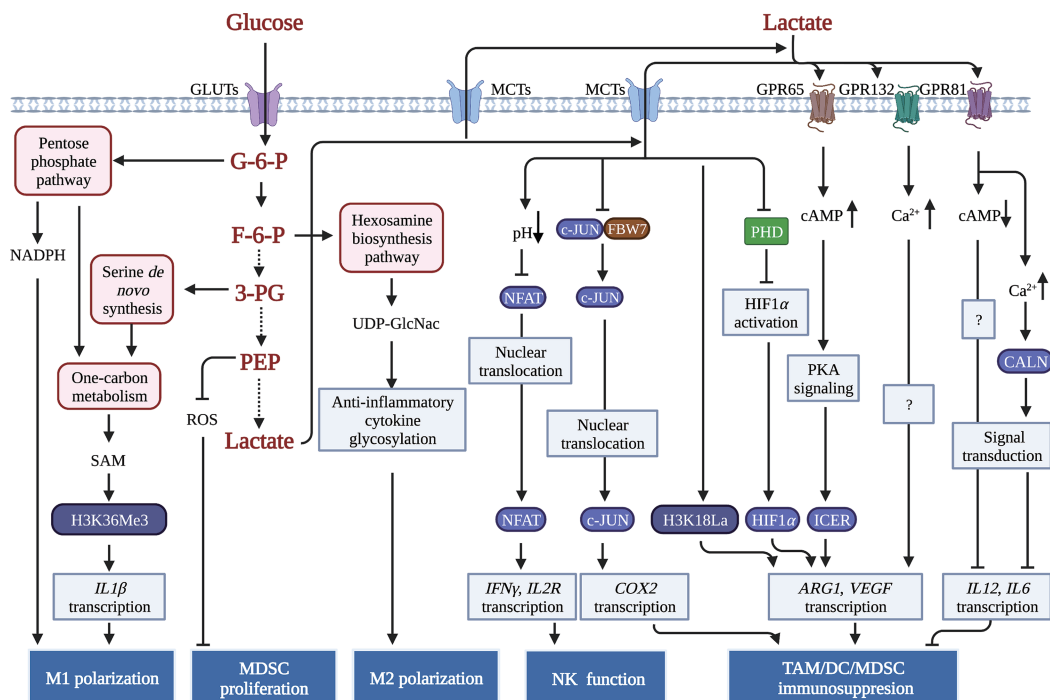 Glucose
Lactate
GLUTs
MCTs
MCTs
GPR65
GPR132
GPR81
Pentose
phosphate
pathway
G-6-P
NADPH
F-6-P
Hexosamine
biosynthesis
pathway
pH
c-JUN
FBW7
PHD
cAMP
Ca²⁺
cAMP
Serine de
novo
synthesis
3-PG
UDP-GlcNac
NFAT
c-JUN
HIF1α
activation
?
Ca²⁺
PEP
One-carbon
metabolism
ROS
Lactate
Anti-inflammatory
cytokine
glycosylation
Nuclear
translocation
Nuclear
translocation
PKA
signaling
?
CALN
Signal
transduction
SAM
H3K36Me3
NFAT
c-JUN
H3K18La
HIF1α
ICER
IL1β
transcription
IFNγ, IL2R
transcription
COX2
transcription
ARG1, VEGF
transcription
IL12, IL6
transcription
M1 polarization
MDSC
proliferation
M2 polarization
NK function
TAM/DC/MDSC
immunosuppresion